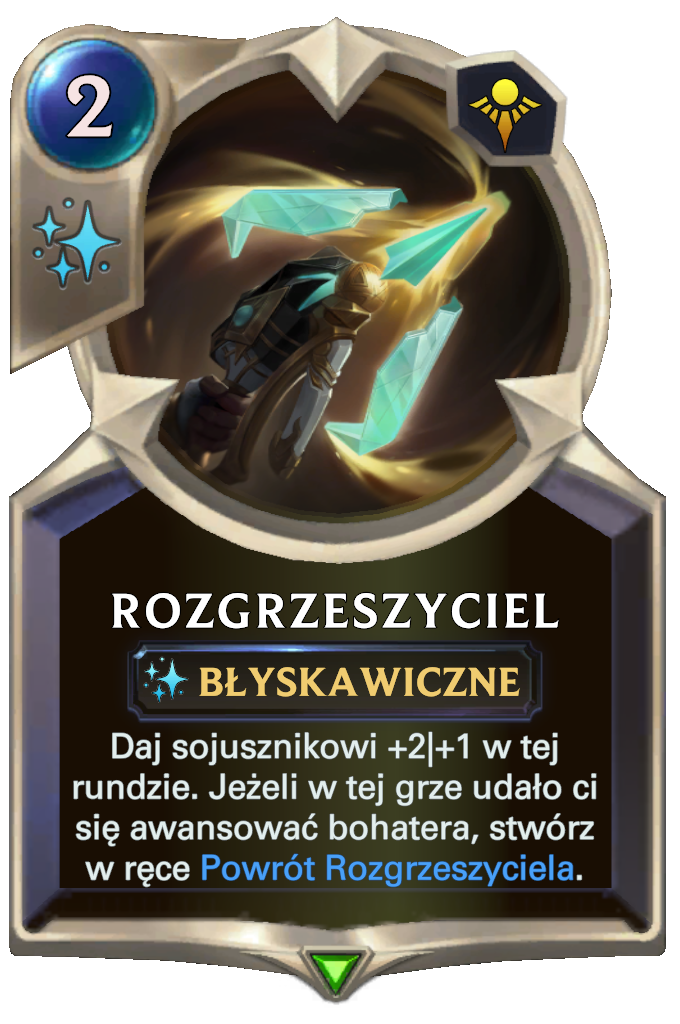 2
ROZGRZESZYCIEL
BŁYSKAWICZNE
Daj sojusznikowi +2|+1 w tej
rundzie. Jeżeli w tej grze udało ci
się awansować bohatera, stwórz
w ręce Powrót Rozgrzeszyciela.